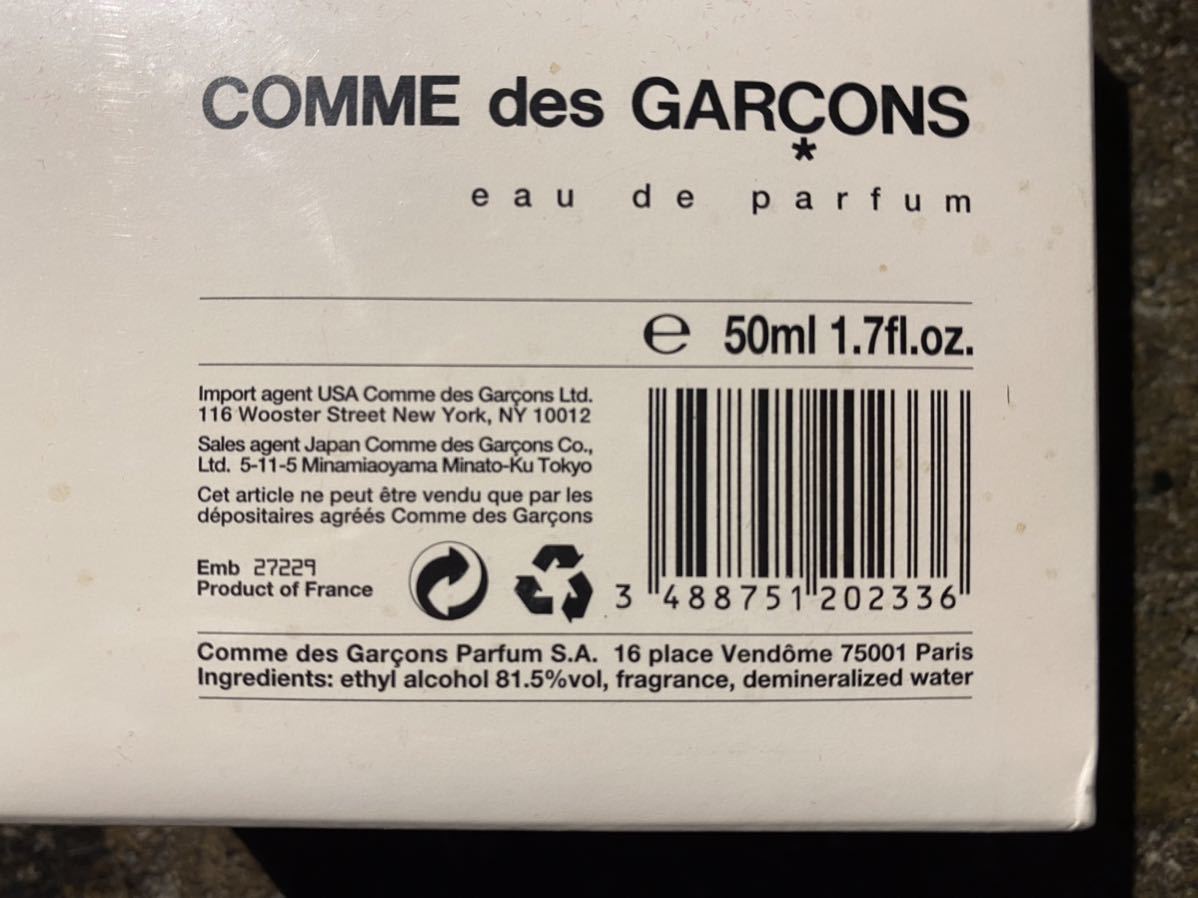 COMME des GARÇONS
*
eau de parfum
℮ 50ml 1.7fl.oz.
Import agent USA Comme des Garçons Ltd.
116 Wooster Street New York, NY 10012
Sales agent Japan Comme des Garçons Co.,
Ltd. 5-11-5 Minamiaoyama Minato-Ku Tokyo
Cet article ne peut être vendu que par les
dépositaires agréés Comme des Garçons
Emb 27229
Product of France
3 488751 202336
Comme des Garçons Parfum S.A. 16 place Vendôme 75001 Paris
Ingredients: ethyl alcohol 81.5%vol, fragrance, demineralized water